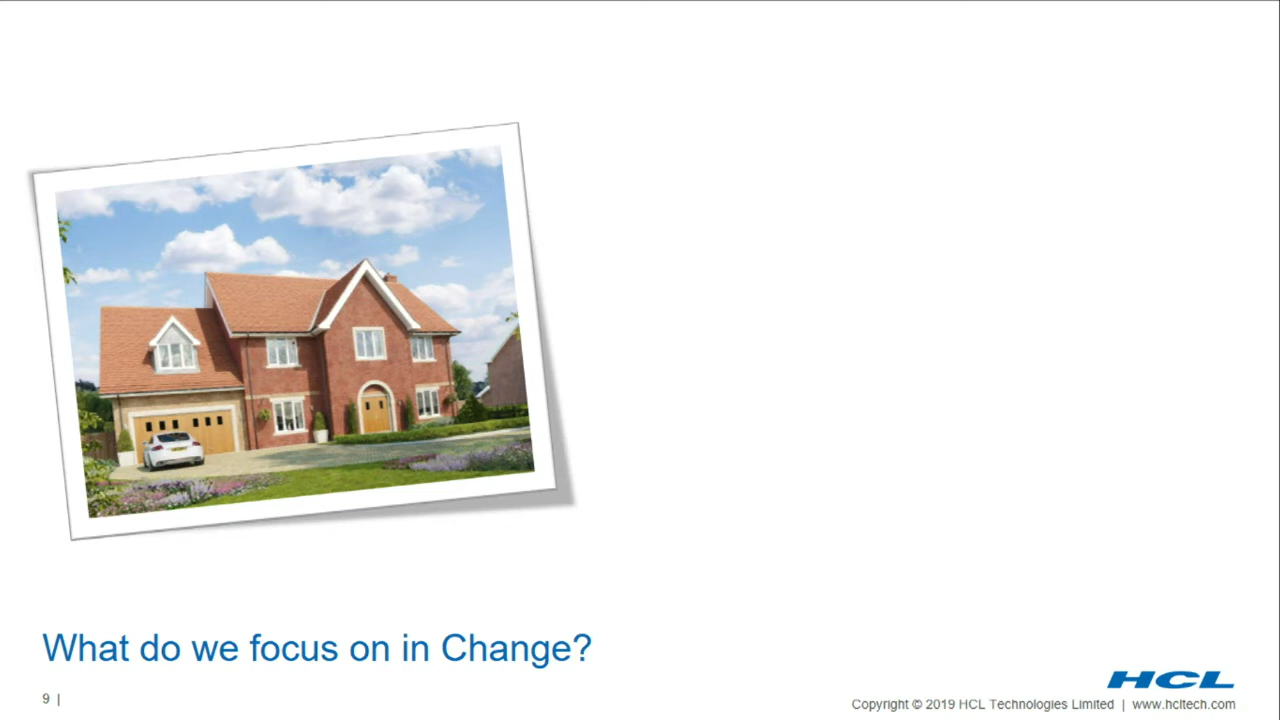 What do we focus on in Change?
9 |
HCL
Copyright © 2019 HCL Technologies Limited | www.hcltech.com